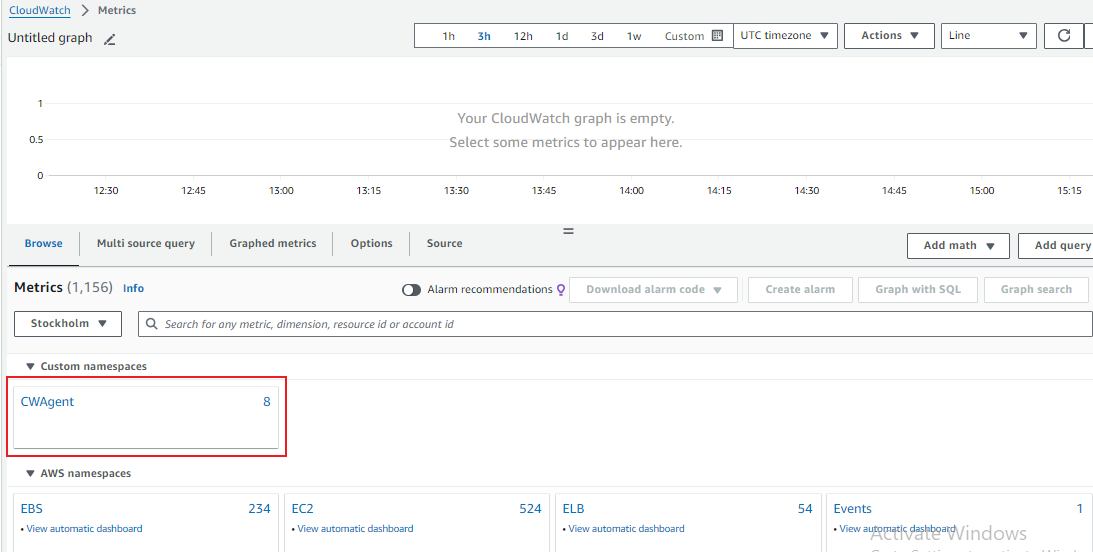 CloudWatch > Metrics
Untitled graph
1h 3h 12h 1d 3d 1w Custom UTC timezone Actions Line
1
Your CloudWatch graph is empty.
0.5
Select some metrics to appear here.
0
12:30 12:45 13:00 13:15 13:30 13:45 14:00 14:15 14:30 14:45 15:00 15:15
Browse Multi source query Graphed metrics Options Source Add math Add query
Metrics (1,156) Info Alarm recommendations Download alarm code Create alarm Graph with SQL Graph search
Stockholm Search for any metric, dimension, resource id or account id
Custom namespaces
CWAgent 8
AWS namespaces
EBS 234 EC2 524 ELB 54 Events 1
• View automatic dashboard • View automatic dashboard • View automatic dashboard • View automatic dashboard
Activate Windows